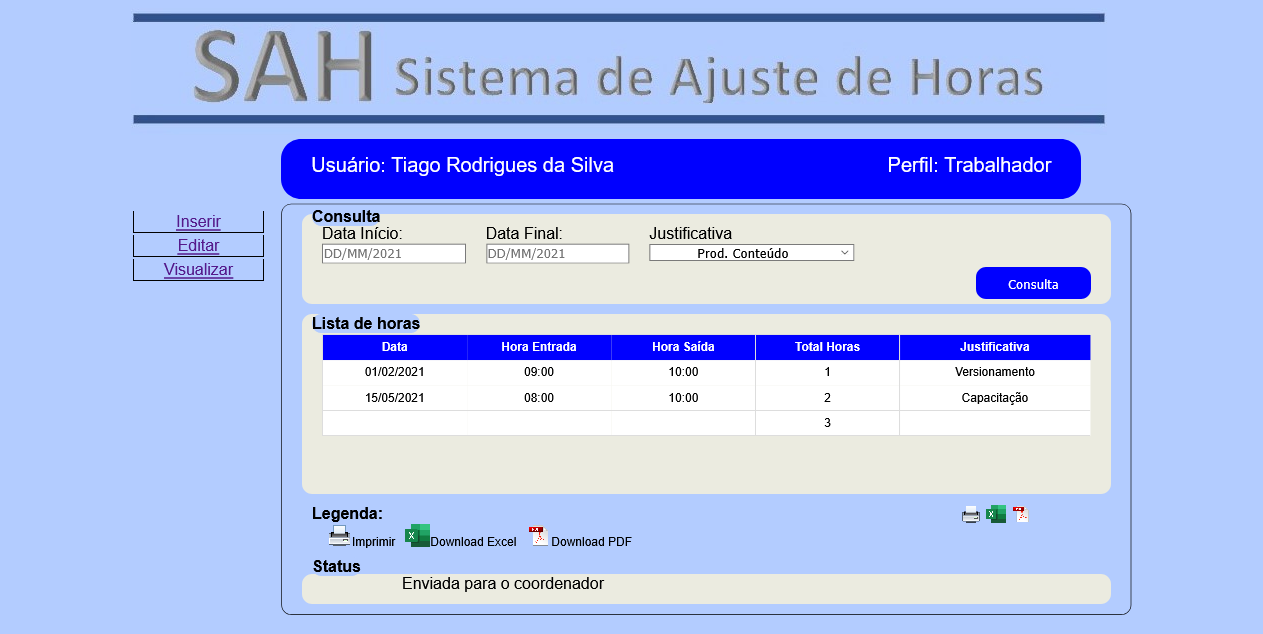 SAH Sistema de Ajuste de Horas
Usuário: Tiago Rodrigues da Silva Perfil: Trabalhador
Inserir
Editar
Visualizar
Consulta
Data Início: Data Final: Justificativa
DD/MM/2021 DD/MM/2021 Prod. Conteúdo
Consulta
Lista de horas
Data Hora Entrada Hora Saída Total Horas Justificativa
01/02/2021 09:00 10:00 1 Versionamento
15/05/2021 08:00 10:00 2 Capacitação
3
Legenda:
Imprimir Download Excel Download PDF
Status
Enviada para o coordenador